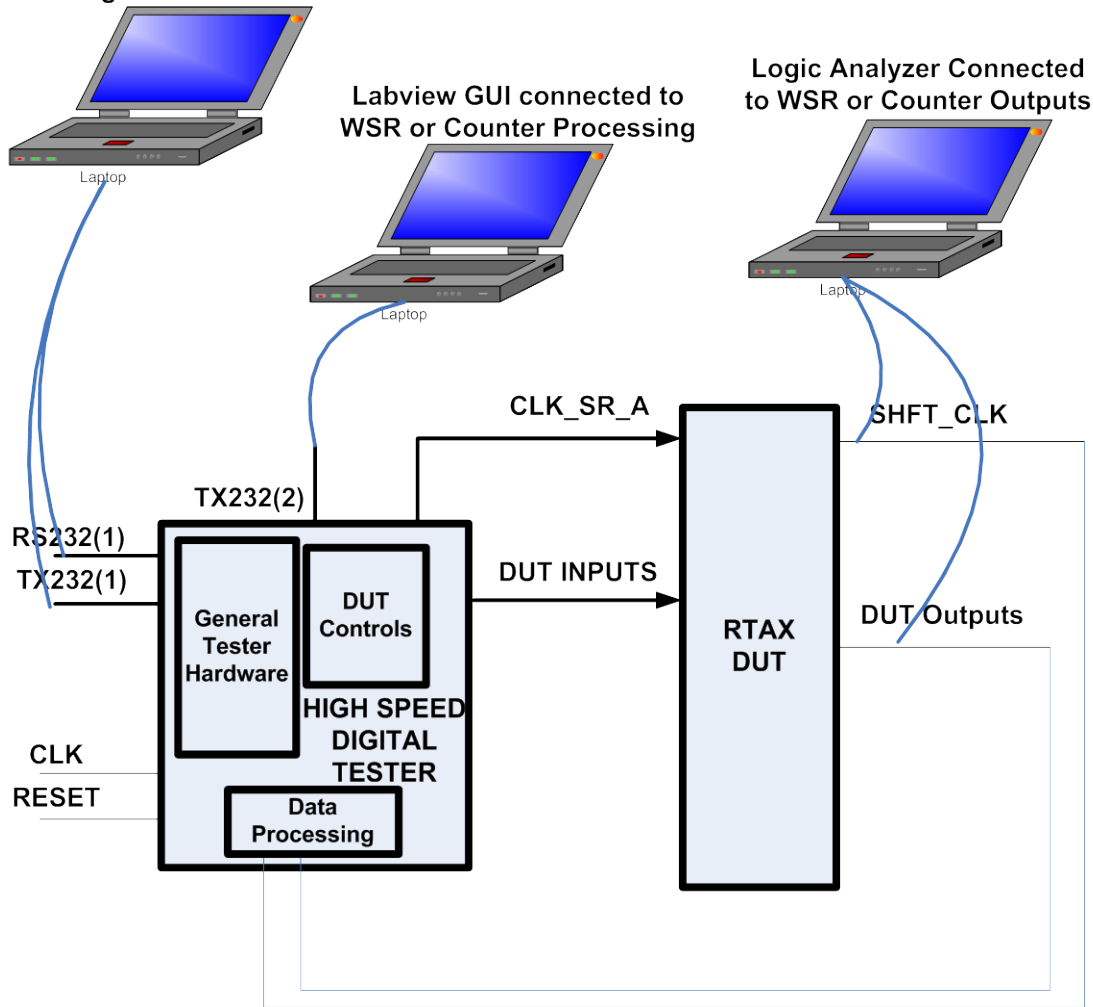 Labview GUI connected to
WSR or Counter Processing
Logic Analyzer Connected
to WSR or Counter Outputs
Laptop
Laptop
Laptop
CLK_SR_A
SHFT_CLK
TX232(2)
RS232(1)
TX232(1)
DUT INPUTS
DUT Outputs
General
Tester
Hardware
DUT
Controls
RTAX
DUT
HIGH SPEED
DIGITAL
TESTER
CLK
RESET
Data
Processing